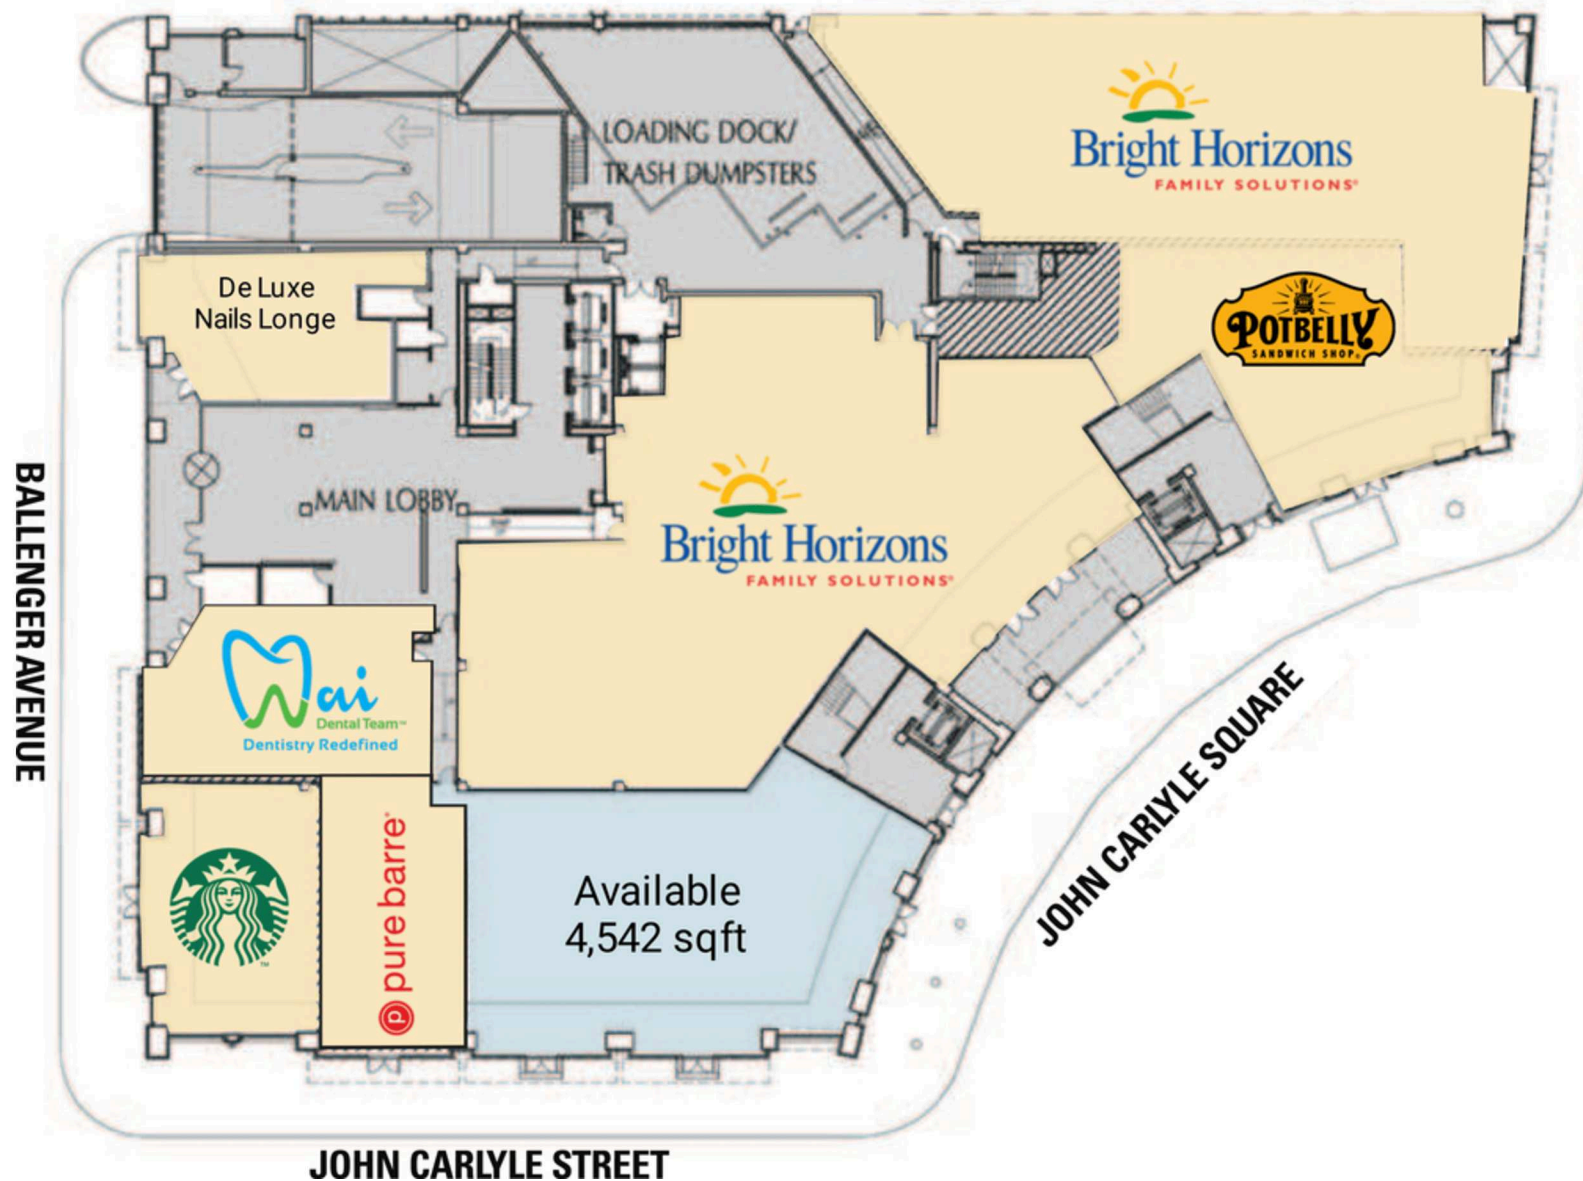 LOADING DOCK/
TRASH DUMPSTERS
Bright Horizons
FAMILY SOLUTIONS®
De Luxe
Nails Longe
POTBELLY
SANDWICH SHOP®
MAIN LOBBY
Bright Horizons
FAMILY SOLUTIONS®
Mai
Dental Team™
Dentistry Redefined
p pure barre®
Available
4,542 sqft
™
BALLENGER AVENUE
JOHN CARLYLE SQUARE
JOHN CARLYLE STREET